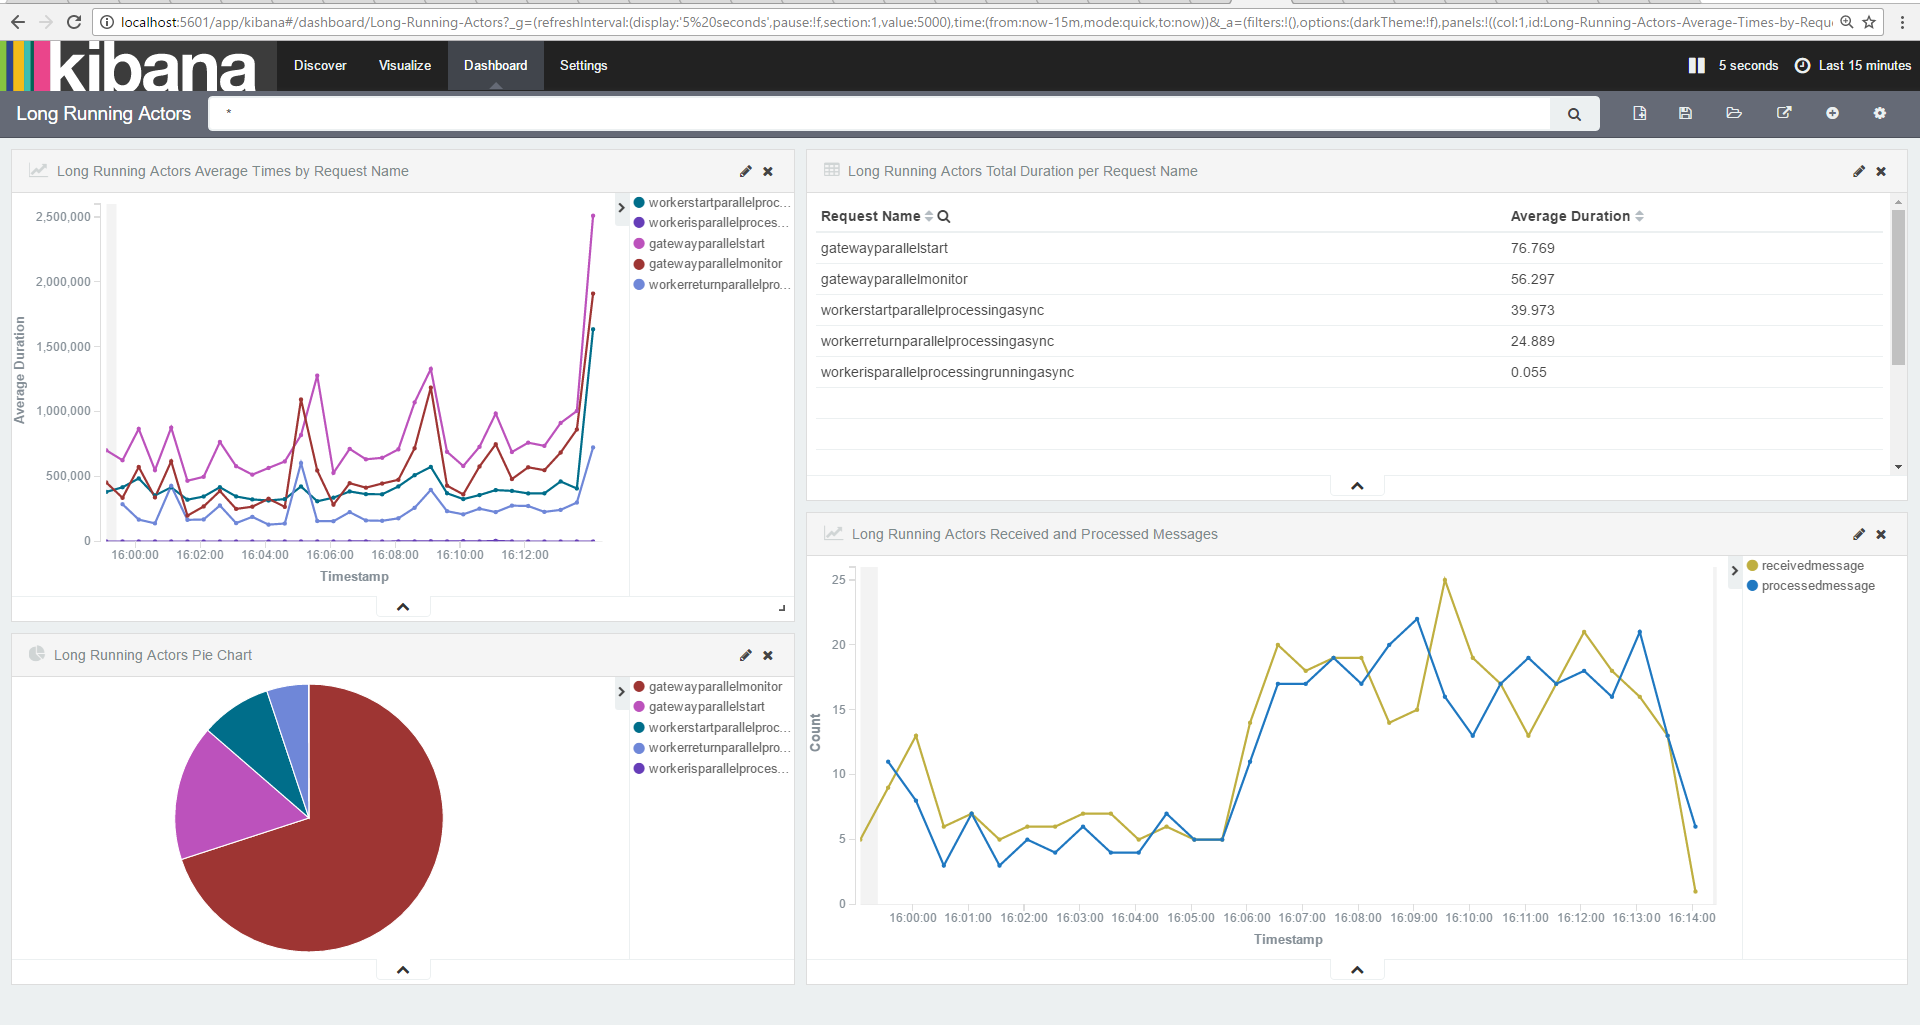 localhost:5601/app/kibana#/dashboard/Long-Running-Actors?_g=(refreshInterval:(display:'5%20seconds',pause:!f,section:1,value:5000),time:(from:now-15m,mode:quick,to:now))&_a=(filters:!(),options:(darkTheme:!f),panels:!((col:1,id:Long-Running-Actors-Average-Times-by-Requ
kibana Discover Visualize Dashboard Settings 5 seconds Last 15 minutes
Long Running Actors *
Long Running Actors Average Times by Request Name
2,500,000
2,000,000
1,500,000
1,000,000
500,000
0
Average Duration
16:00:00 16:02:00 16:04:00 16:06:00 16:08:00 16:10:00 16:12:00
Timestamp
workerstartparallelproc...
workerisparallelproces...
gatewayparallelstart
gatewayparallelmonitor
workerreturnparallelpro...
Long Running Actors Total Duration per Request Name
Request Name Average Duration
gatewayparallelstart 76.769
gatewayparallelmonitor 56.297
workerstartparallelprocessingasync 39.973
workerreturnparallelprocessingasync 24.889
workerisparallelprocessingrunningasync 0.055
Long Running Actors Pie Chart
gatewayparallelmonitor
gatewayparallelstart
workerstartparallelproc...
workerreturnparallelpro...
workerisparallelproces...
Long Running Actors Received and Processed Messages
25
20
15
10
5
0
Count
16:00:00 16:01:00 16:02:00 16:03:00 16:04:00 16:05:00 16:06:00 16:07:00 16:08:00 16:09:00 16:10:00 16:11:00 16:12:00 16:13:00 16:14:00
Timestamp
receivedmessage
processedmessage